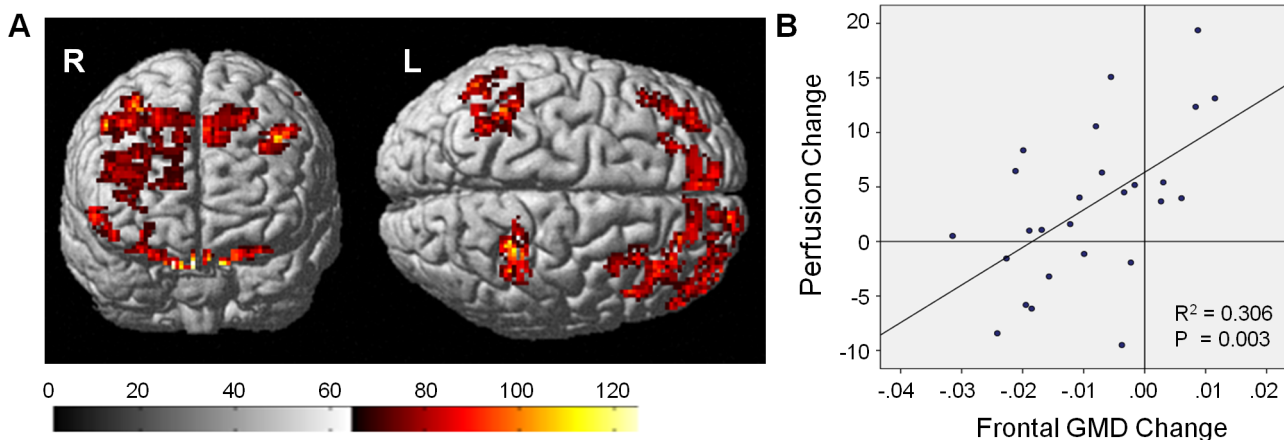 A
R
L
0 20 40 60 80 100 120
B
Perfusion Change
20
15
10
5
0
-5
-10
R2 = 0.306
P = 0.003
-.04 -.03 -.02 -.01 .00 .01 .02
Frontal GMD Change